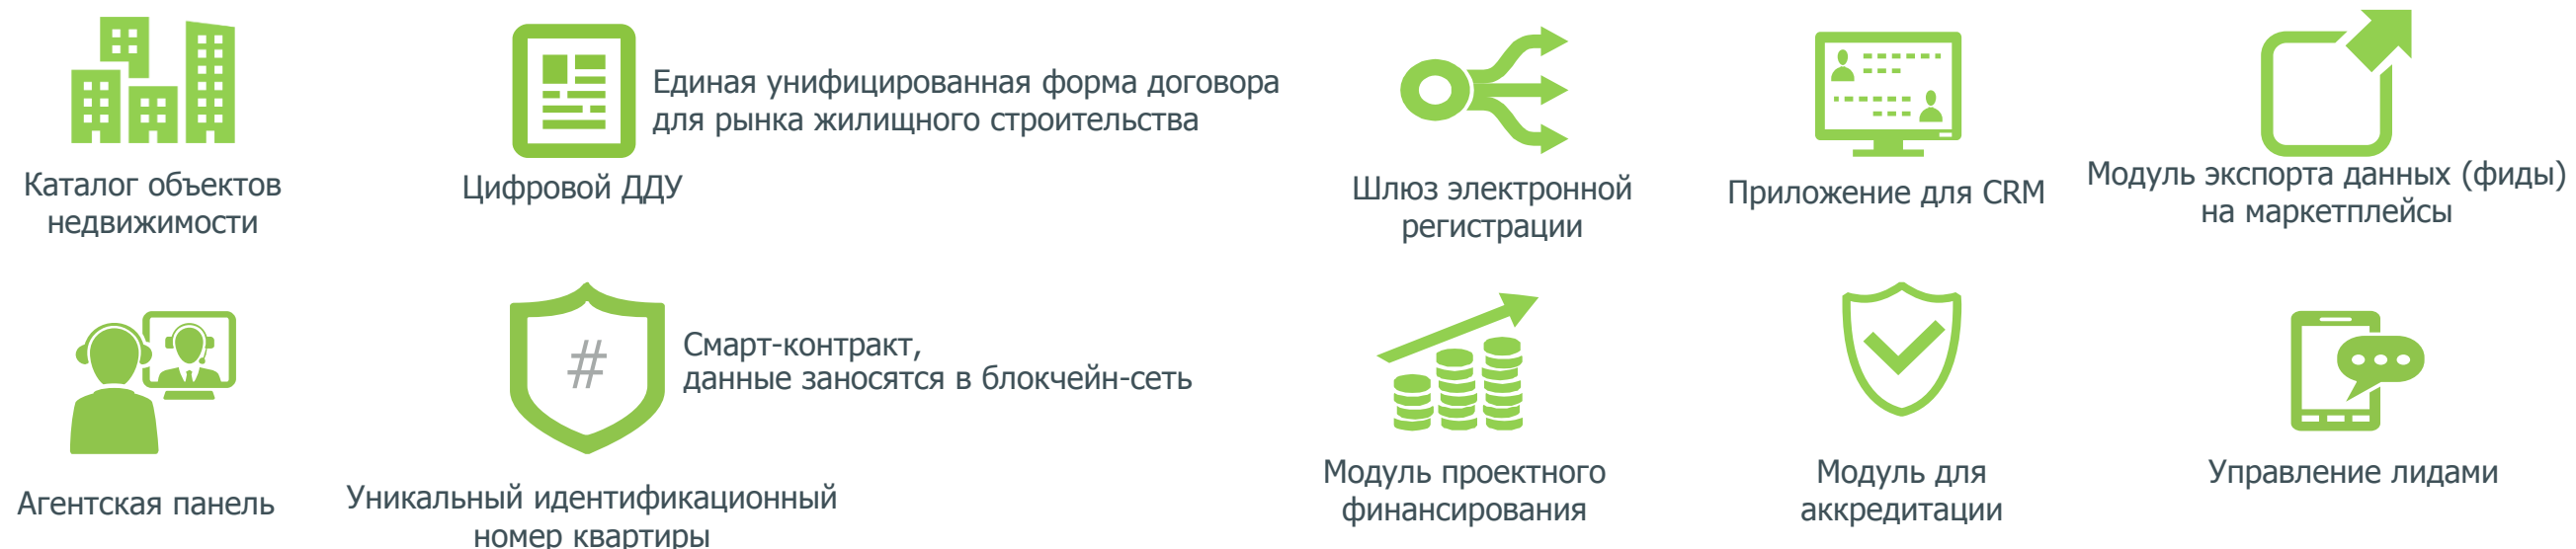 Каталог объектов
недвижимости
Единая унифицированная форма договора
для рынка жилищного строительства
Цифровой ДДУ
Шлюз электронной
регистрации
Приложение для CRM
Модуль экспорта данных (фиды)
на маркетплейсы
Агентская панель
#
Смарт-контракт,
данные заносятся в блокчейн-сеть
Уникальный идентификационный
номер квартиры
Модуль проектного
финансирования
Модуль для
аккредитации
Управление лидами